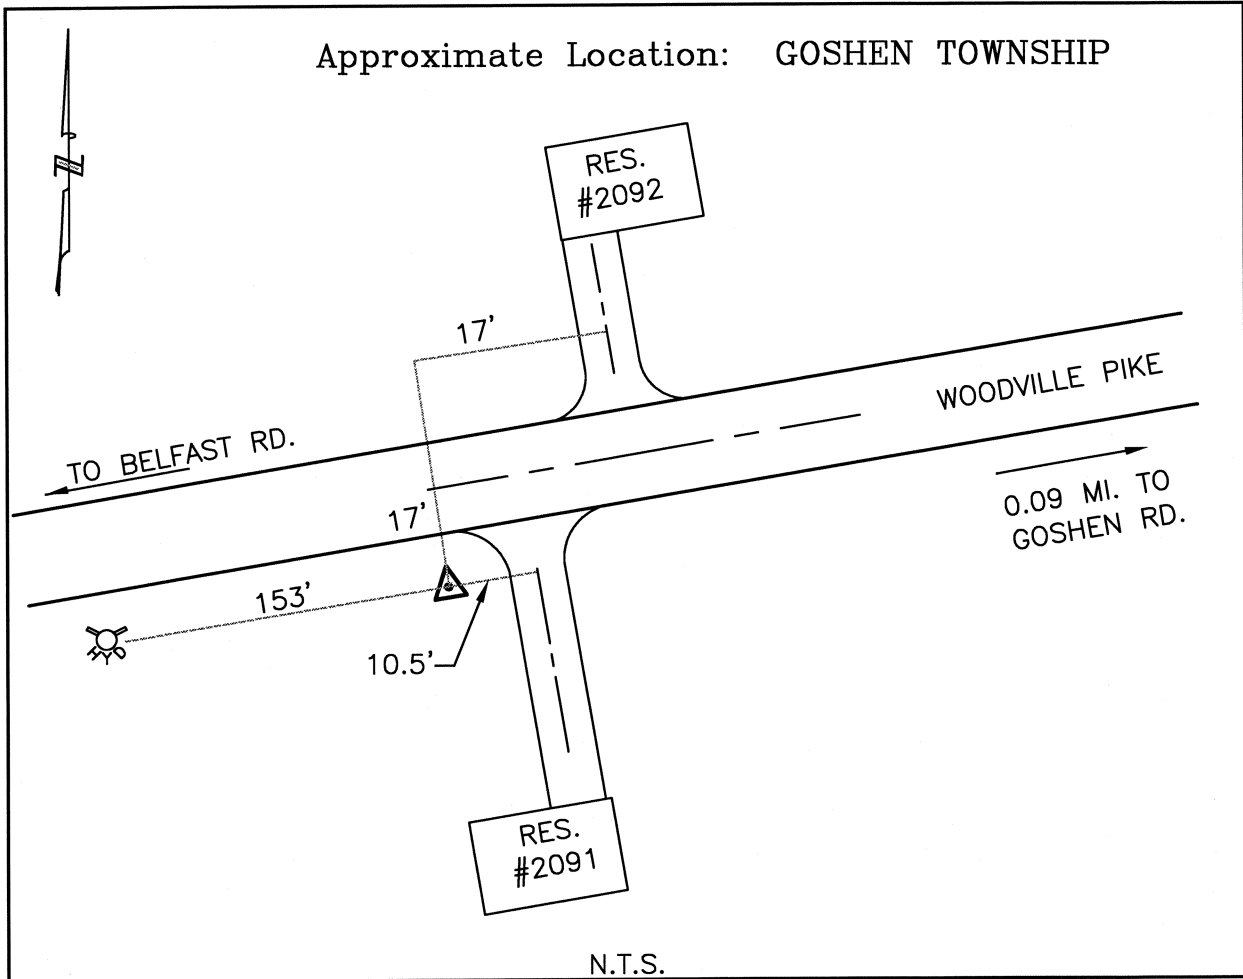 Approximate Location: GOSHEN TOWNSHIP
N
RES.
#2092
17'
WOODVILLE PIKE
TO BELFAST RD.
0.09 MI. TO
GOSHEN RD.
17'
153'
HYD
10.5'
RES.
#2091
N.T.S.